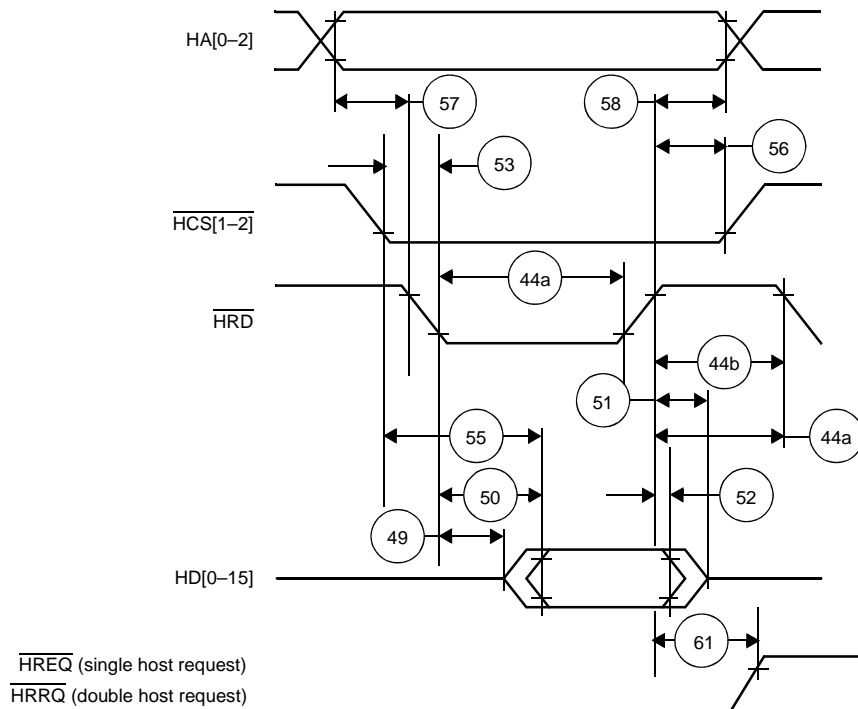 HA[0–2]
57
58
53
56
HCS[1–2]
44a
HRD
44b
51
55
44a
50
52
49
HD[0–15]
61
HREQ (single host request)
HRRQ (double host request)